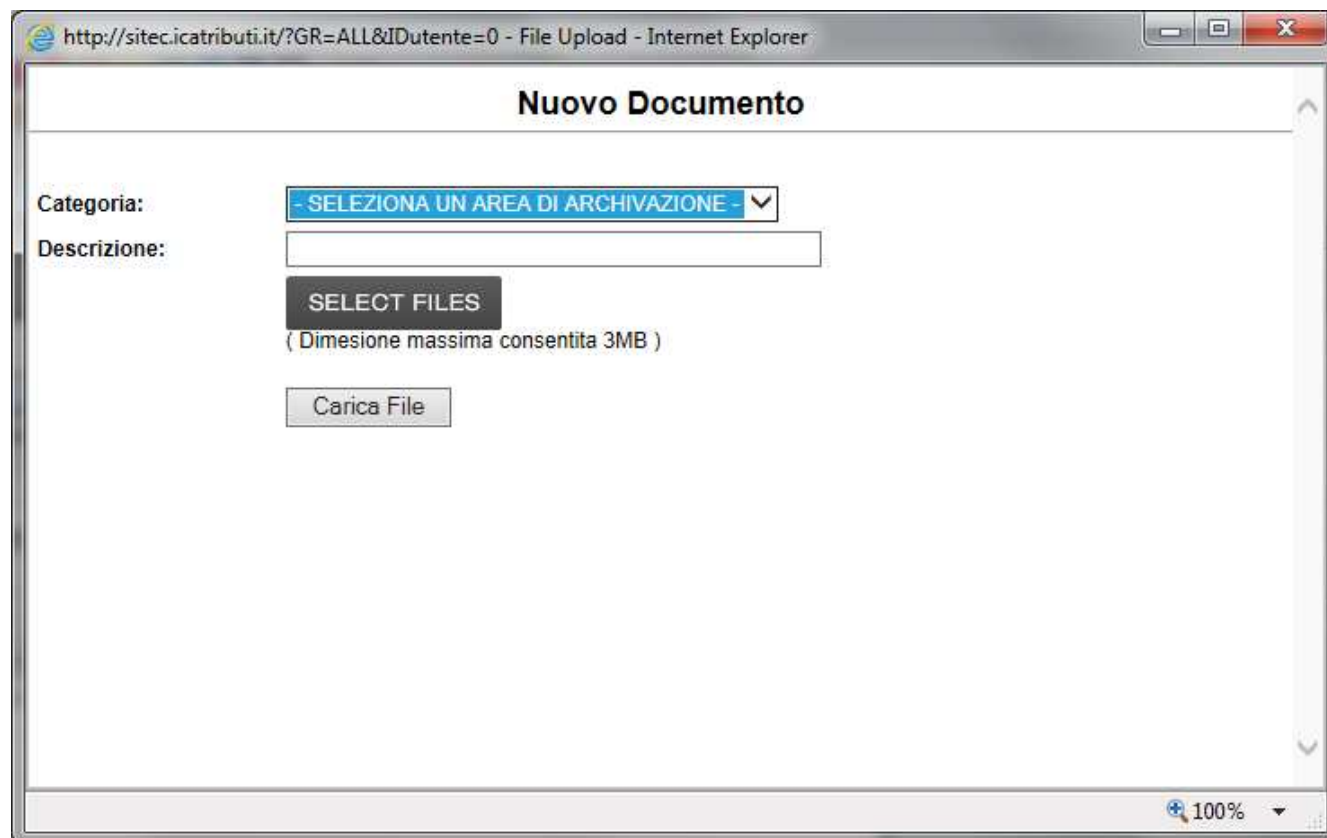 http://sitec.icatributi.it/?GR=ALL&IDutente=0 - File Upload - Internet Explorer
Nuovo Documento
Categoria: - SELEZIONA UN AREA DI ARCHIVAZIONE -
Descrizione:
SELECT FILES
( Dimesione massima consentita 3MB )
Carica File
100%